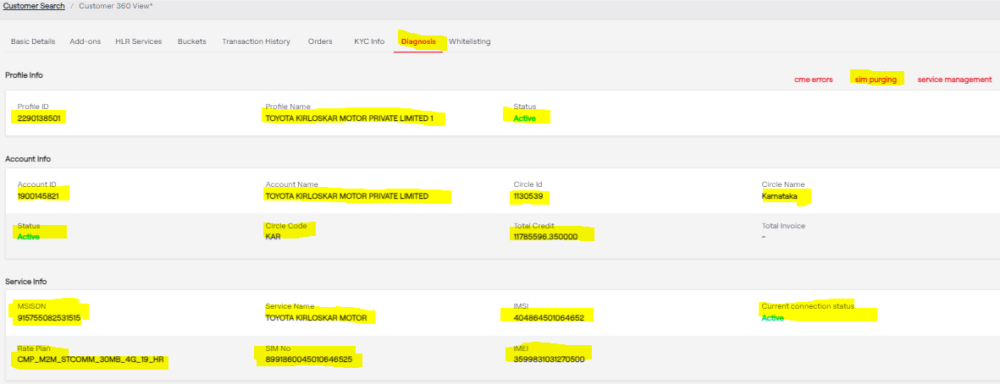 Customer Search / Customer 360 View*
Basic Details Add-ons HLR Services Buckets Transaction History Orders KYC Info Diagnosis Whitelisting
Profile Info
cme errors sim purging service management
Profile ID Profile Name Status
2290138501 TOYOTA KIRLOSKAR MOTOR PRIVATE LIMITED 1 Active
Account Info
Account ID Account Name Circle Id Circle Name
1900145821 TOYOTA KIRLOSKAR MOTOR PRIVATE LIMITED 1130539 Karnataka
Status Circle Code Total Credit Total Invoice
Active KAR 11785596.350000 -
Service Info
MSISDN Service Name IMSI Current connection status
915755082531515 TOYOTA KIRLOSKAR MOTOR 404864501064652 Active
Rate Plan SIM No IMEI
CMP_M2M_STCOMM_30MB_4G_19_HR 8991860045010646525 3599831031270500